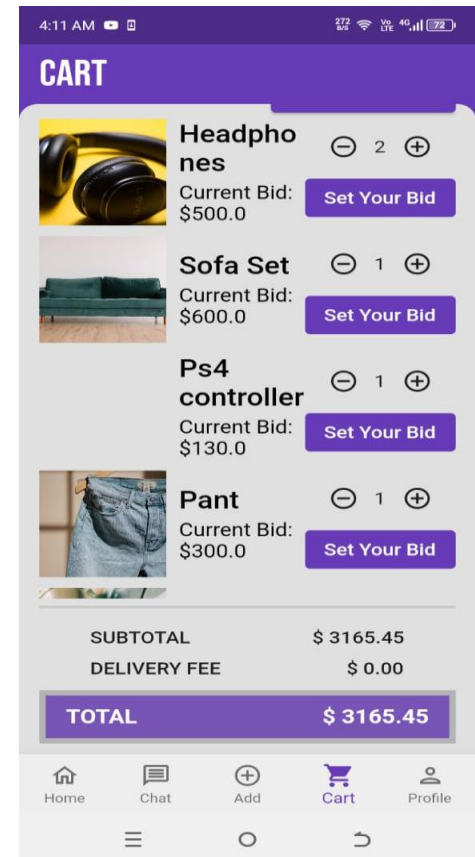 4:11 AM
272 B/S Vo LTE 4G 72
CART
Headpho
nes
Current Bid:
$500.0
2
Set Your Bid
Sofa Set
Current Bid:
$600.0
1
Set Your Bid
Ps4
controller
Current Bid:
$130.0
1
Set Your Bid
Pant
Current Bid:
$300.0
1
Set Your Bid
SUBTOTAL $ 3165.45
DELIVERY FEE $ 0.00
TOTAL $ 3165.45
Home Chat Add Cart Profile